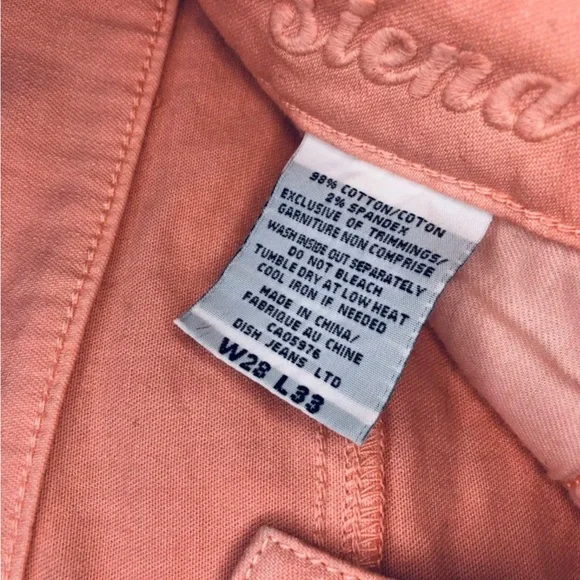 Siena
98% COTTON/COTON
2% SPANDEX
EXCLUSIVE OF TRIMMINGS/
GARNITURE NON COMPRISE
WASH INSIDE OUT SEPARATELY
DO NOT BLEACH
TUMBLE DRY AT LOW HEAT
COOL IRON IF NEEDED
MADE IN CHINA/
FABRIQUE AU CHINE
CA05976
DISH JEANS LTD
W28 L33